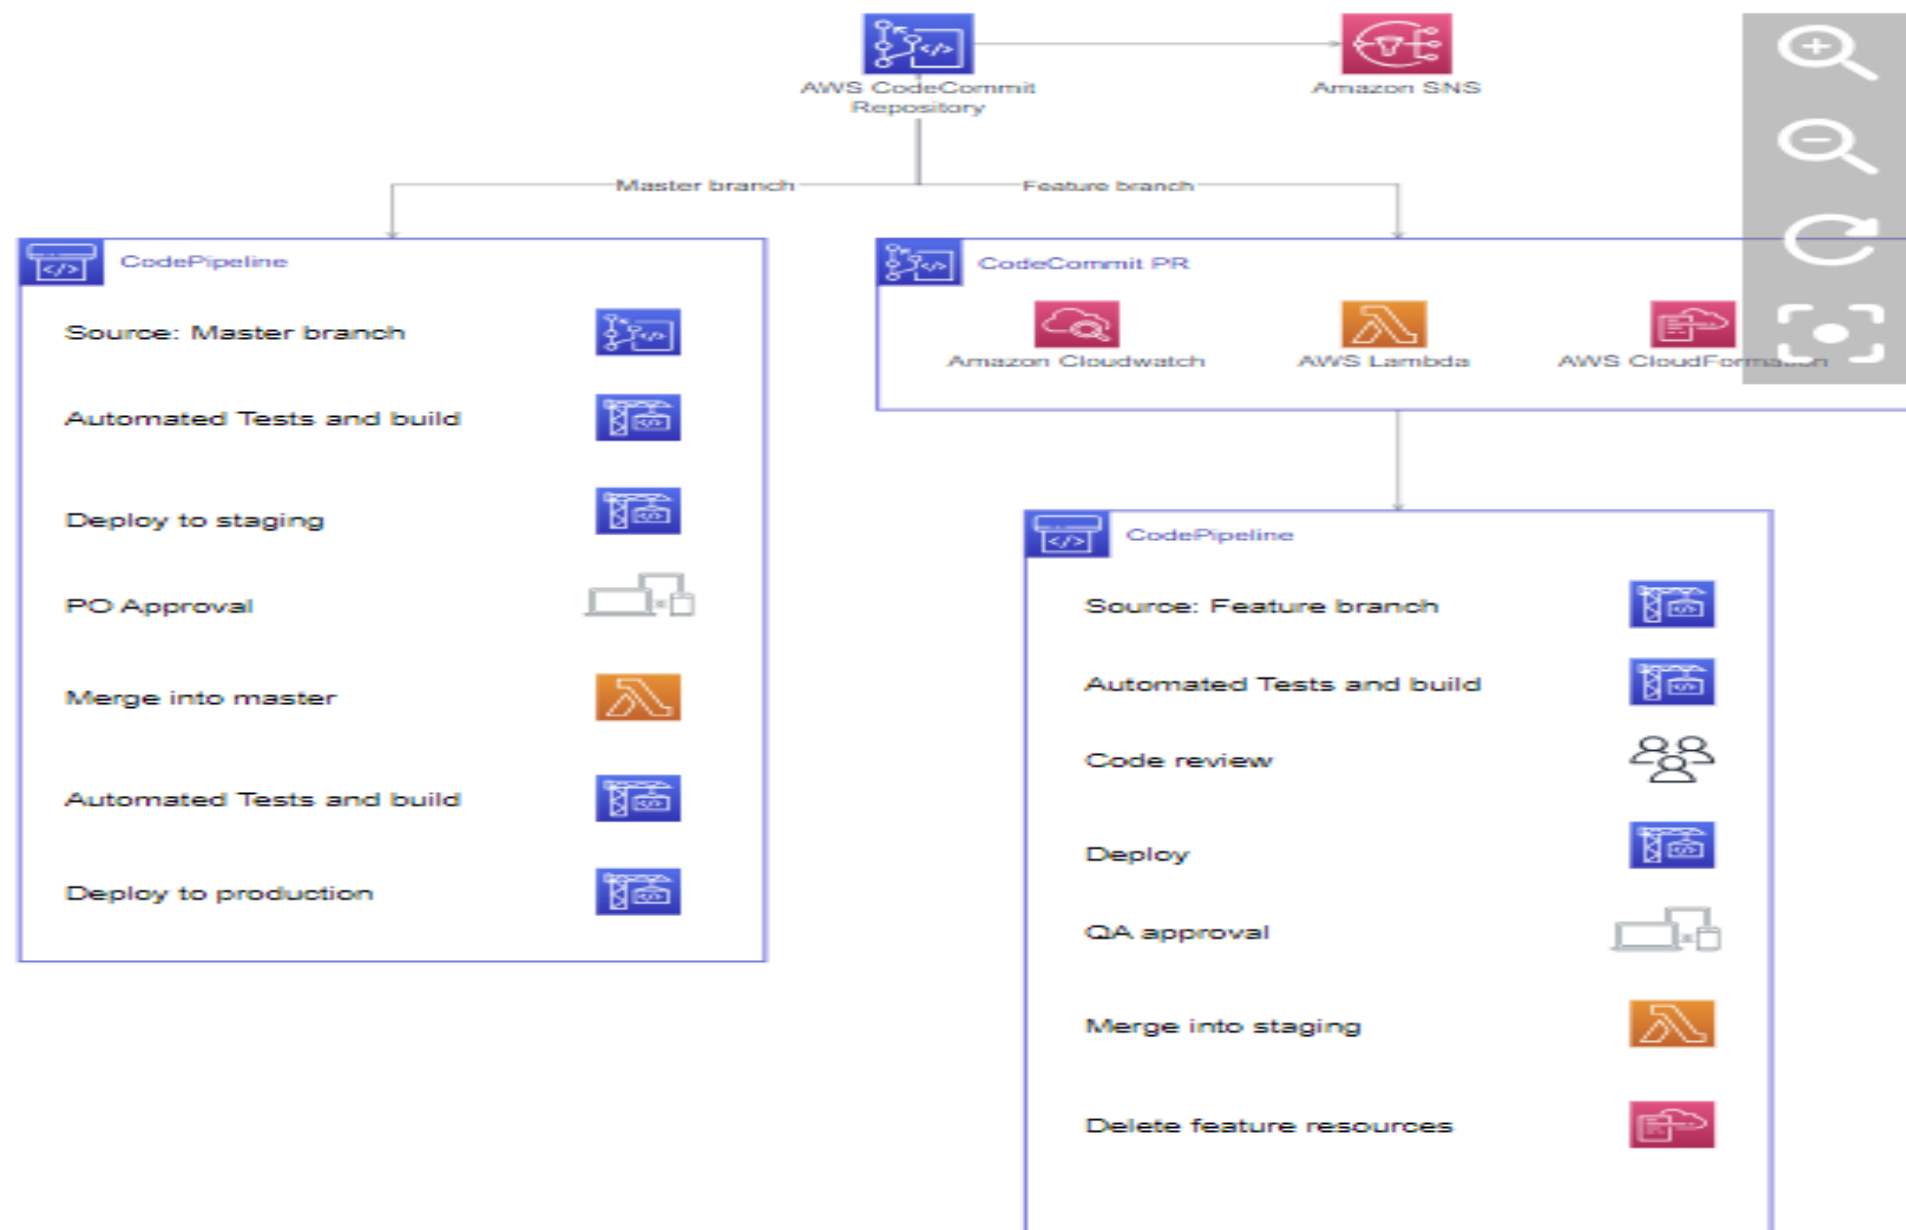 AWS CodeCommit
Repository
Amazon SNS
Master branch
Feature branch
CodePipeline
Source: Master branch
Automated Tests and build
Deploy to staging
PO Approval
Merge into master
Automated Tests and build
Deploy to production
CodeCommit PR
Amazon Cloudwatch
AWS Lambda
AWS CloudFormation
CodePipeline
Source: Feature branch
Automated Tests and build
Code review
Deploy
QA approval
Merge into staging
Delete feature resources